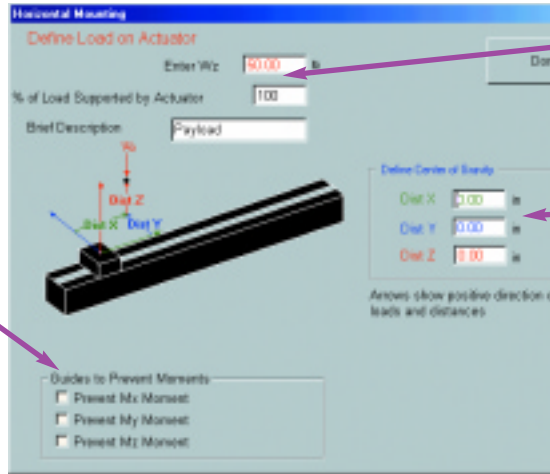 Horizontal Mounting
Define Load on Actuator
Enter Wz 50.00 lb
Don
% of Load Supported by Actuator 100
Brief Description Payload
Wz
Dist Z
Dist X Dist Y
Define Center of Gravity
Dist X 0.00 in
Dist Y 0.00 in
Dist Z 0.00 in
Arrows show positive direction o
loads and distances
Guides to Prevent Moments
Prevent Mx Moment
Prevent My Moment
Prevent Mz Moment